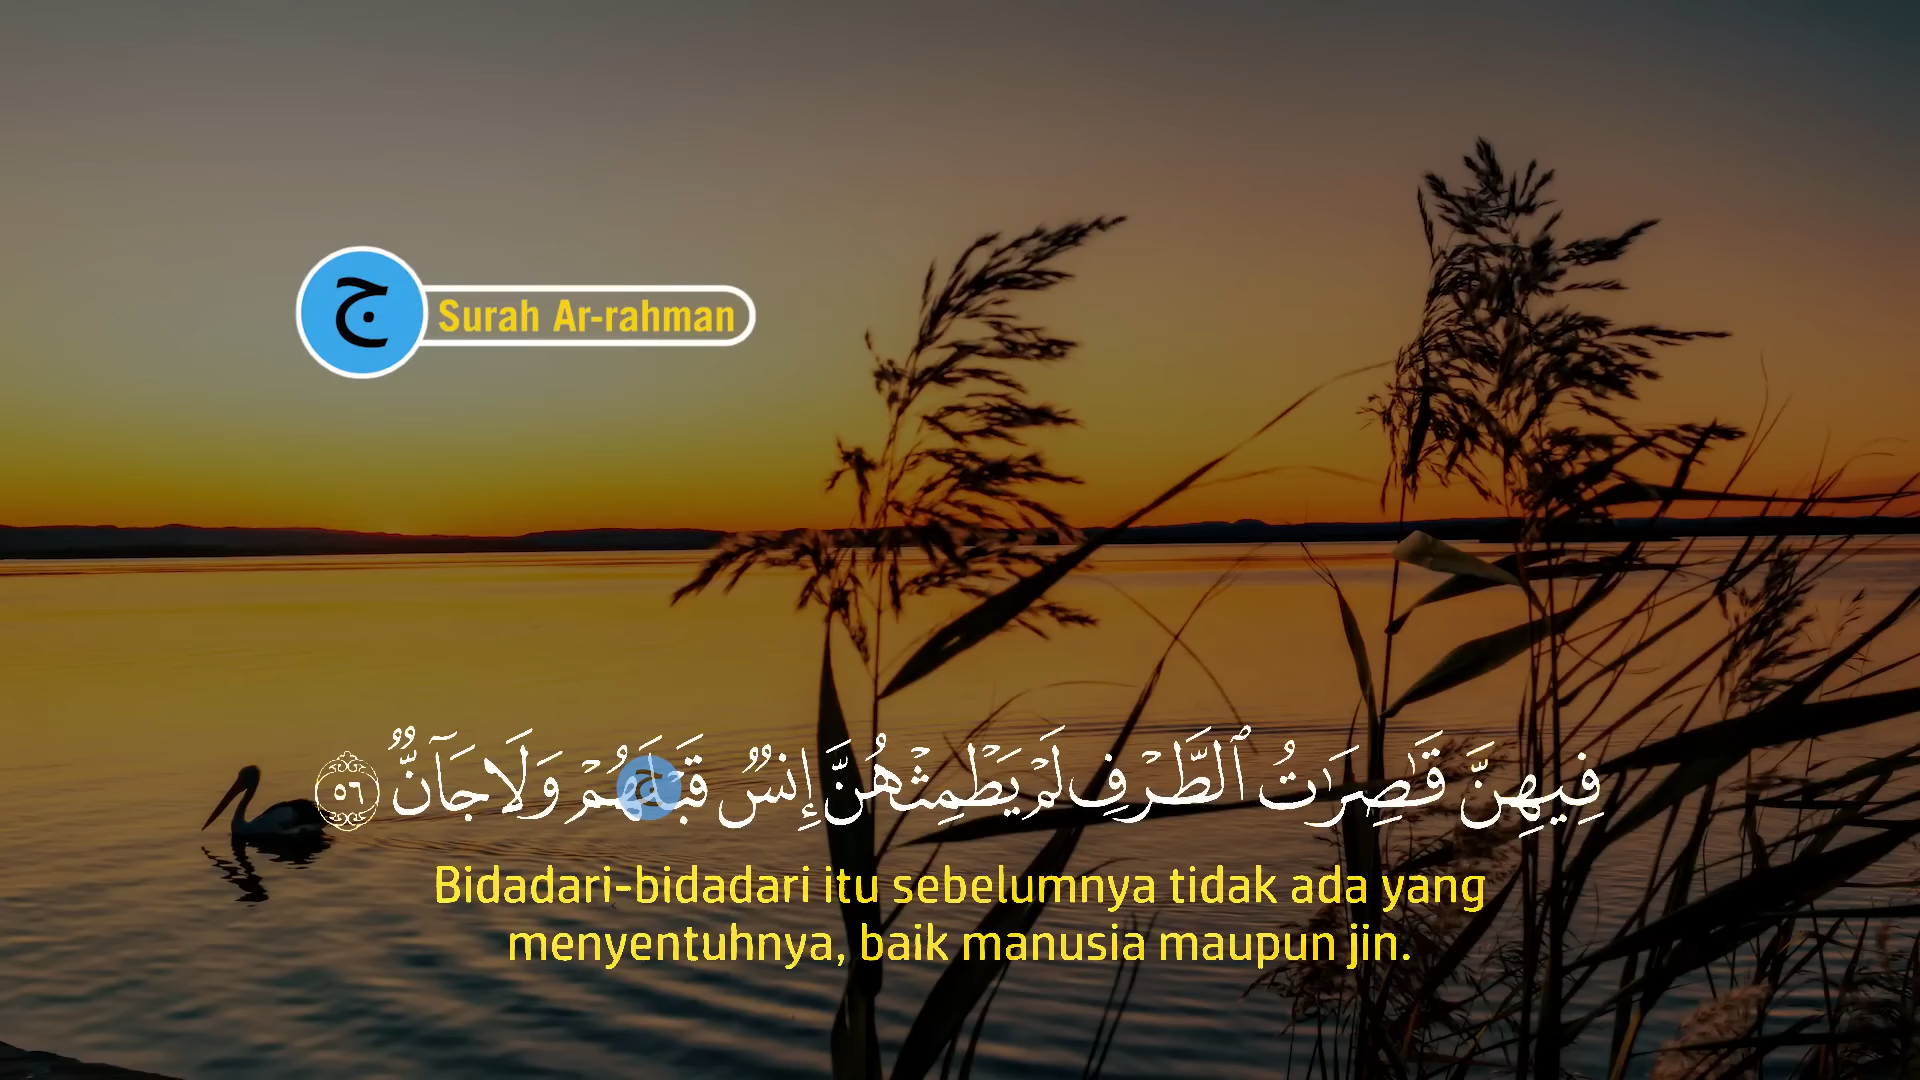 ج
Surah Ar-rahman
فِيهِنَّ قَٰصِرَٰتُ ٱلطَّرْفِ لَمْ يَطْمِثْهُنَّ إِنسٌ قَبْلَهُمْ وَلَا جَآنٌّ ٥٦
ج
Bidadari-bidadari itu sebelumnya tidak ada yang
menyentuhnya, baik manusia maupun jin.